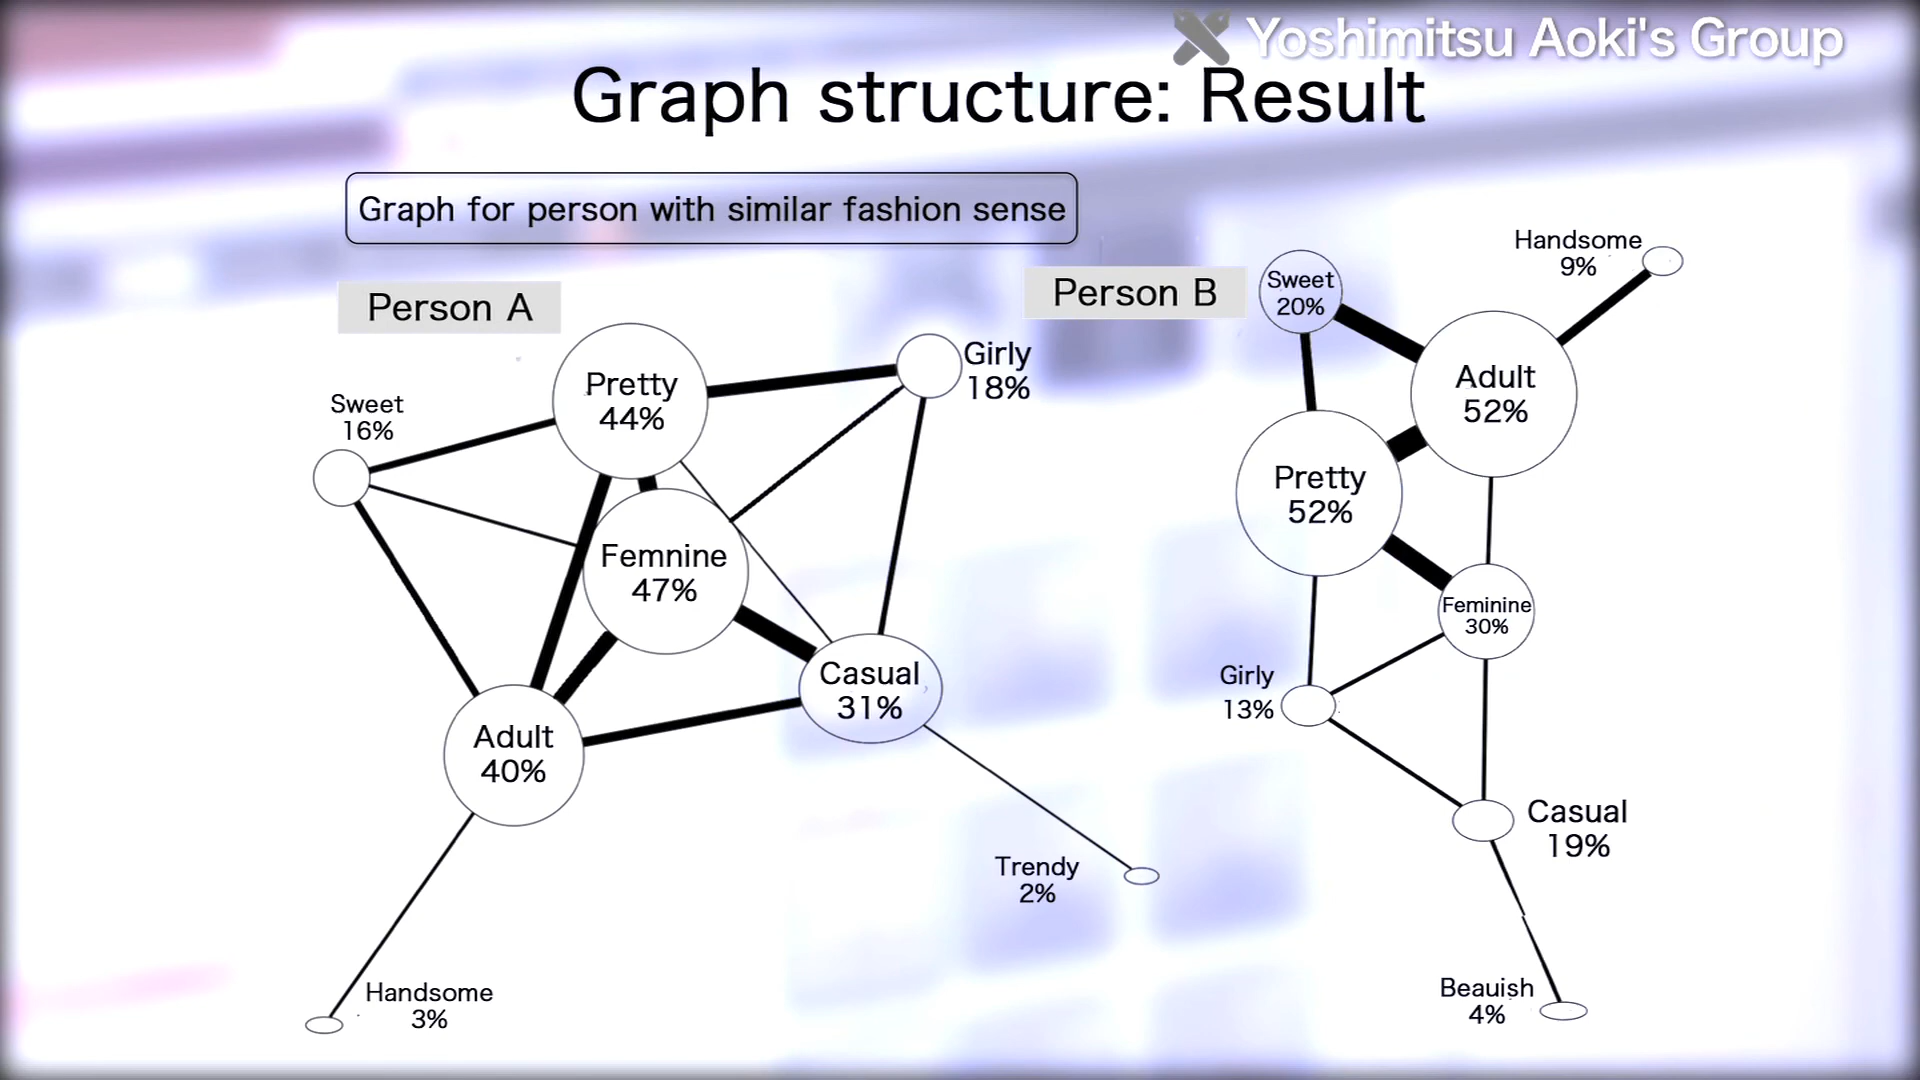 Yoshimitsu Aoki's Group
Graph structure: Result
Graph for person with similar fashion sense
Person A
Pretty
44%
Girly
18%
Sweet
16%
Femnine
47%
Casual
31%
Adult
40%
Trendy
2%
Handsome
3%
Person B
Sweet
20%
Handsome
9%
Adult
52%
Pretty
52%
Feminine
30%
Girly
13%
Casual
19%
Beauish
4%